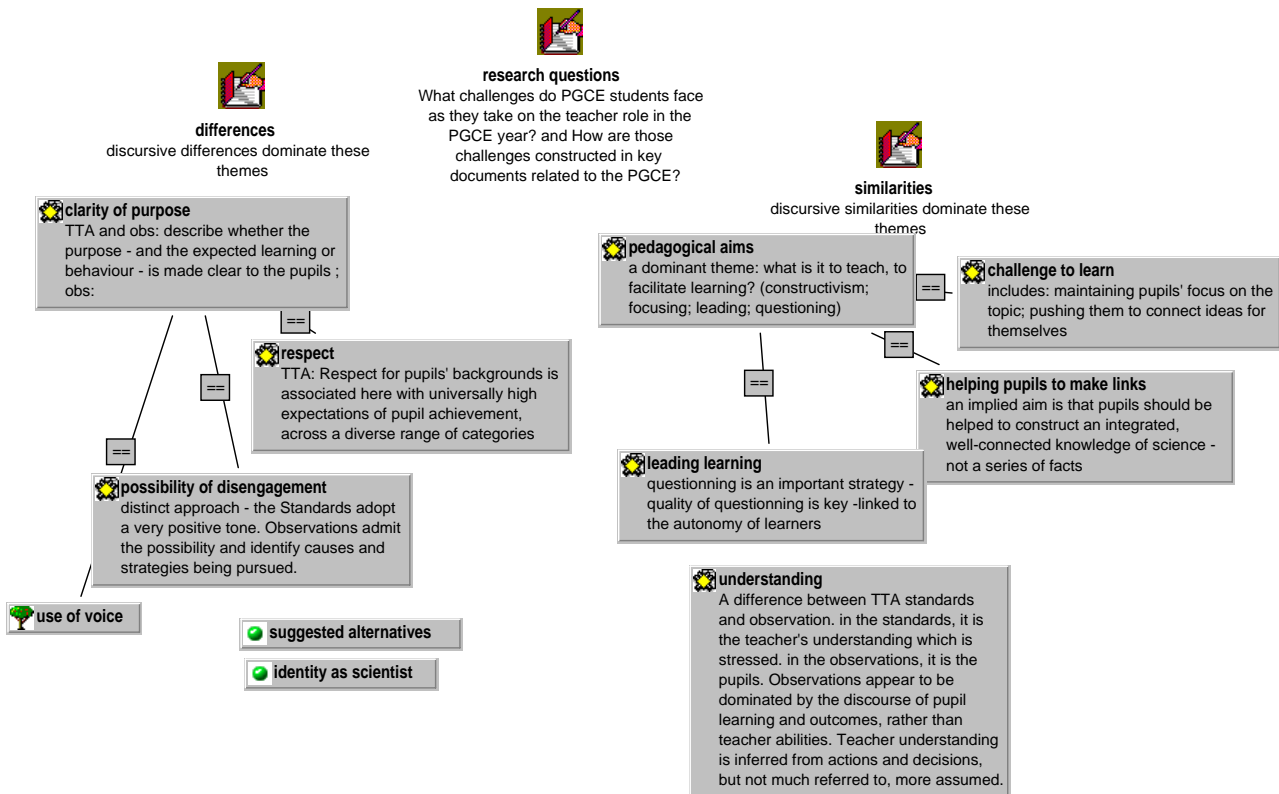 research questions
What challenges do PGCE students face
as they take on the teacher role in the
PGCE year? and How are those
challenges constructed in key
documents related to the PGCE?
differences
discursive differences dominate these
themes
clarity of purpose
TTA and obs: describe whether the
purpose - and the expected learning or
behaviour - is made clear to the pupils ;
obs:
==
respect
TTA: Respect for pupils' backgrounds is
associated here with universally high
expectations of pupil achievement,
across a diverse range of categories
==
==
possibility of disengagement
distinct approach - the Standards adopt
a very positive tone. Observations admit
the possibility and identify causes and
strategies being pursued.
use of voice
suggested alternatives
identity as scientist
similarities
discursive similarities dominate these
themes
pedagogical aims
a dominant theme: what is it to teach, to
facilitate learning? (constructivism;
focusing; leading; questioning)
==
challenge to learn
includes: maintaining pupils' focus on the
topic; pushing them to connect ideas for
themselves
==
helping pupils to make links
an implied aim is that pupils should be
helped to construct an integrated,
well-connected knowledge of science -
not a series of facts
==
leading learning
questionning is an important strategy -
quality of questionning is key -linked to
the autonomy of learners
understanding
A difference between TTA standards
and observation. in the standards, it is
the teacher's understanding which is
stressed. in the observations, it is the
pupils. Observations appear to be
dominated by the discourse of pupil
learning and outcomes, rather than
teacher abilities. Teacher understanding
is inferred from actions and decisions,
but not much referred to, more assumed.